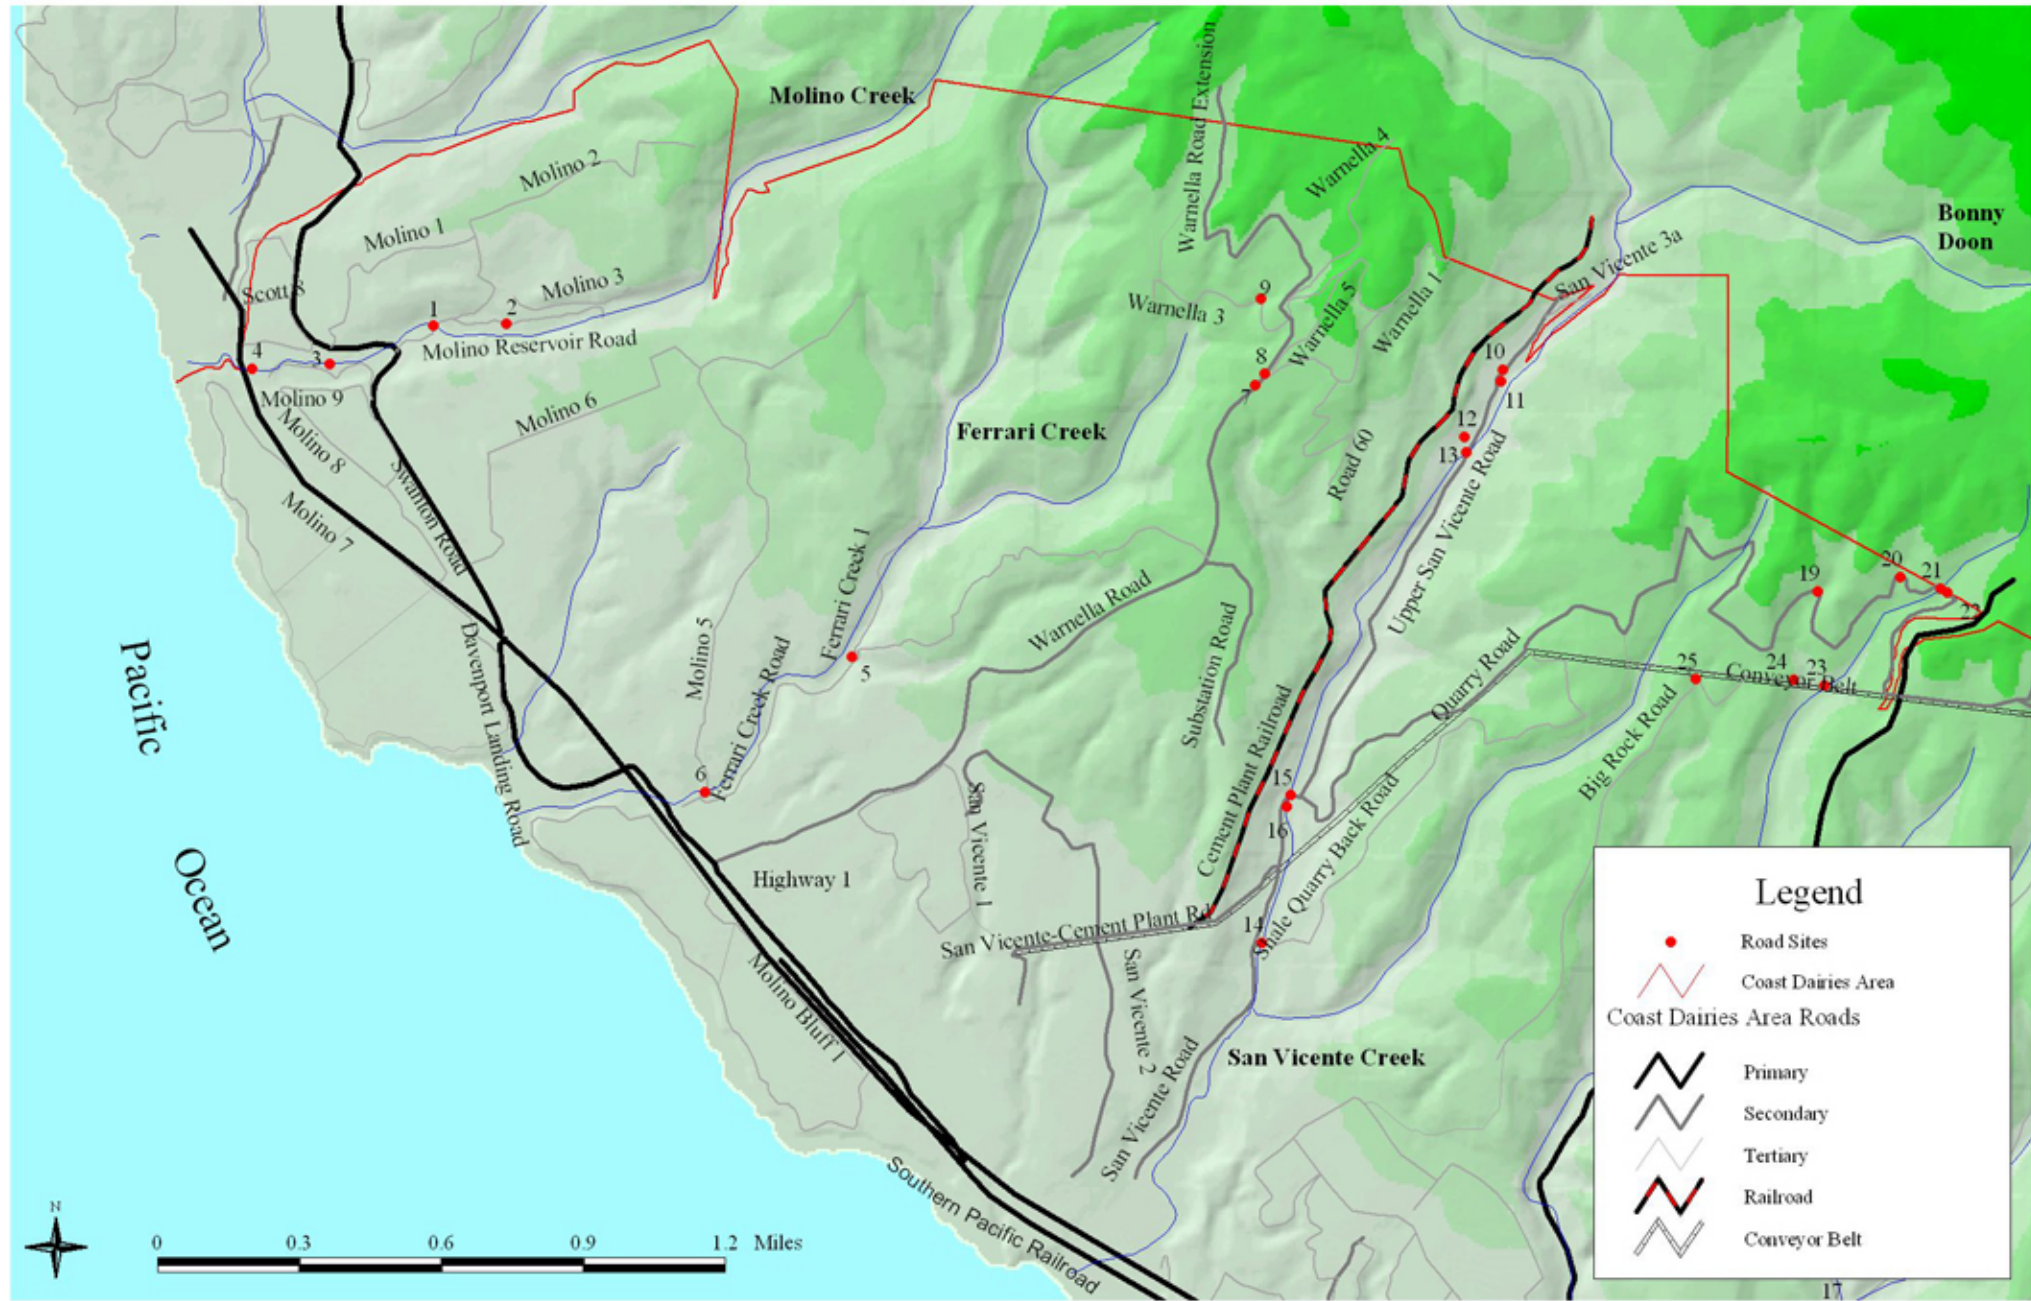 Molino Creek
Warnella Road Extension
Warnella 4
Bonny
Doon
Molino 2
Molino 1
San Vicente 3a
Scott 8
Molino 3
9
1
2
Warnella 3
Warnella 5
Warnella 1
Molino Reservoir Road
4
3
8
7
10
11
Molino 9
Molino 8
Molino 6
Ferrari Creek
12
13
Road 60
Swanton Road
Molino 7
Upper San Vicente Road
Ferrari Creek 1
Warnella Road
20
19
21
22
Pacific
Ocean
Davenport Landing Road
Molino 5
Ferrari Creek Road
5
Substation Road
Quarry Road
25
24
23
Conveyor Belt
Big Rock Road
Cement Plant Railroad
6
15
16
San Vicente 1
Shale Quarry Back Road
Highway 1
San Vicente-Cement Plant Rd
14
Molino Bluff 1
San Vicente 2
San Vicente Road
San Vicente Creek
Southern Pacific Railroad
N
0 0.3 0.6 0.9 1.2 Miles
Legend
Road Sites
Coast Dairies Area
Coast Dairies Area Roads
Primary
Secondary
Tertiary
Railroad
Conveyor Belt
17